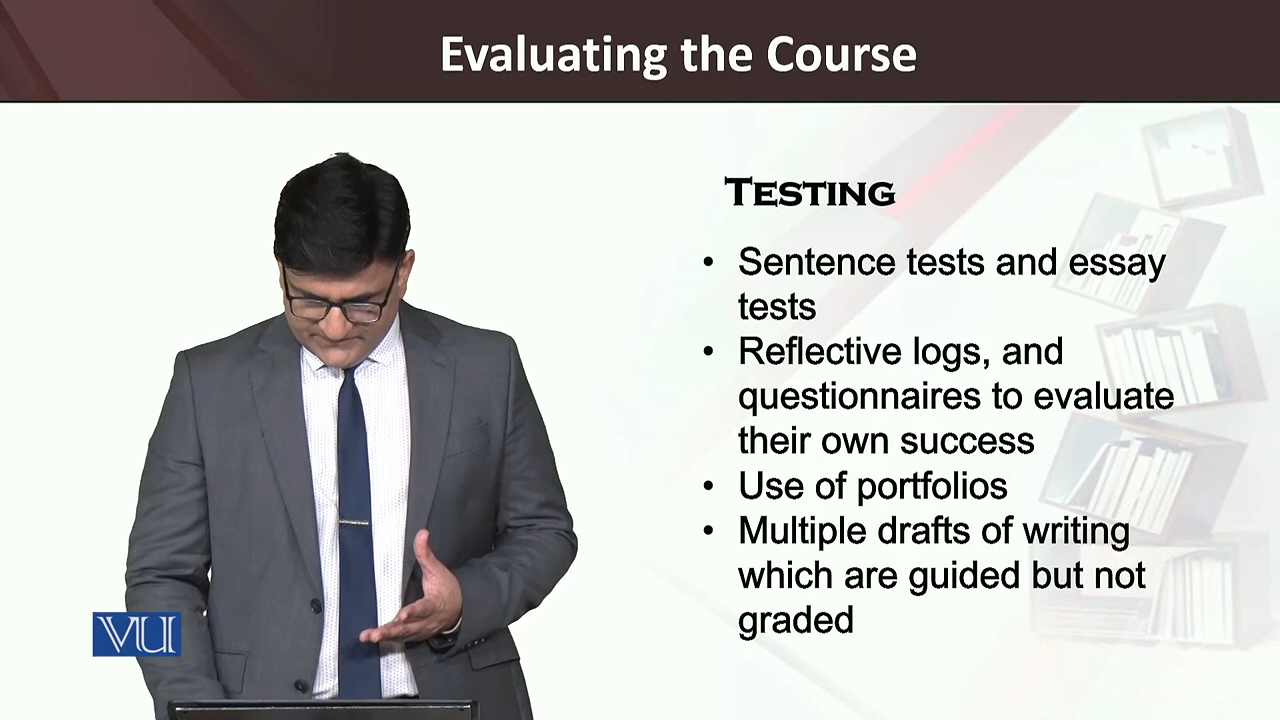 Evaluating the Course
TESTING
• Sentence tests and essay
tests
• Reflective logs, and
questionnaires to evaluate
their own success
• Use of portfolios
• Multiple drafts of writing
which are guided but not
graded
VU